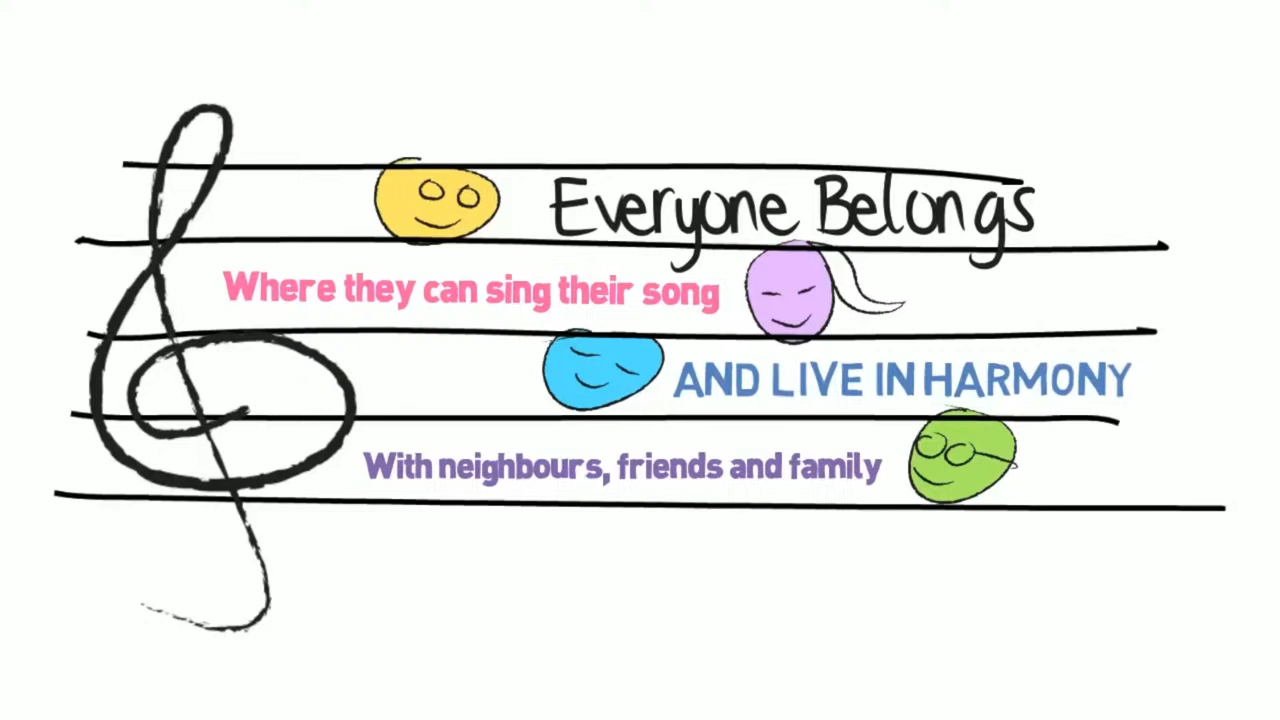 Everyone Belongs
Where they can sing their song
AND LIVE IN HARMONY
With neighbours, friends and family